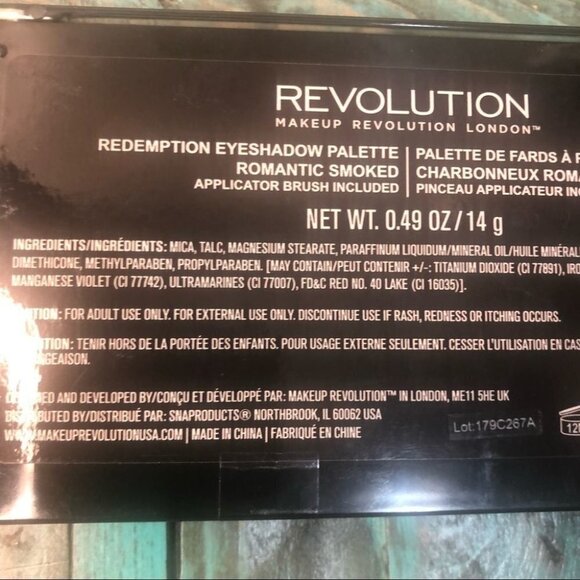 REVOLUTION
MAKEUP REVOLUTION LONDON™
REDEMPTION EYESHADOW PALETTE
ROMANTIC SMOKED
APPLICATOR BRUSH INCLUDED
PALETTE DE FARDS À
CHARBONNEUX
PINCEAU APPLICATEUR
NET WT. 0.49 OZ/14 g
INGREDIENTS/INGRÉDIENTS: MICA, TALC, MAGNESIUM STEARATE, PARAFFINUM LIQUIDUM/MINERAL OIL/HUILE
DIMETHICONE, METHYLPARABEN, PROPYLPARABEN. [MAY CONTAIN/PEUT CONTENIR +/-: TITANIUM DIOXIDE (CI 77891),
MANGANESE VIOLET (CI 77742), ULTRAMARINES (CI 77007), FD&C RED NO. 40 LAKE (CI 16035)].
FOR ADULT USE ONLY. FOR EXTERNAL USE ONLY. DISCONTINUE USE IF RASH, REDNESS OR ITCHING OCCURS.
TENIR HORS DE LA PORTÉE DES ENFANTS. POUR USAGE EXTERNE SEULEMENT. CESSER L'UTILISATION EN
AND DEVELOPED BY/CONÇU ET DÉVELOPPÉ PAR: MAKEUP REVOLUTION™ IN LONDON, ME11 5HE UK
DISTRIBUTED BY/DISTRIBUÉ PAR: SNAPRODUCTS® NORTHBROOK, IL 60062 USA
WWW.MAKEUPREVOLUTIONUSA.COM | MADE IN CHINA | FABRIQUÉ EN CHINE
Lot:179C267A